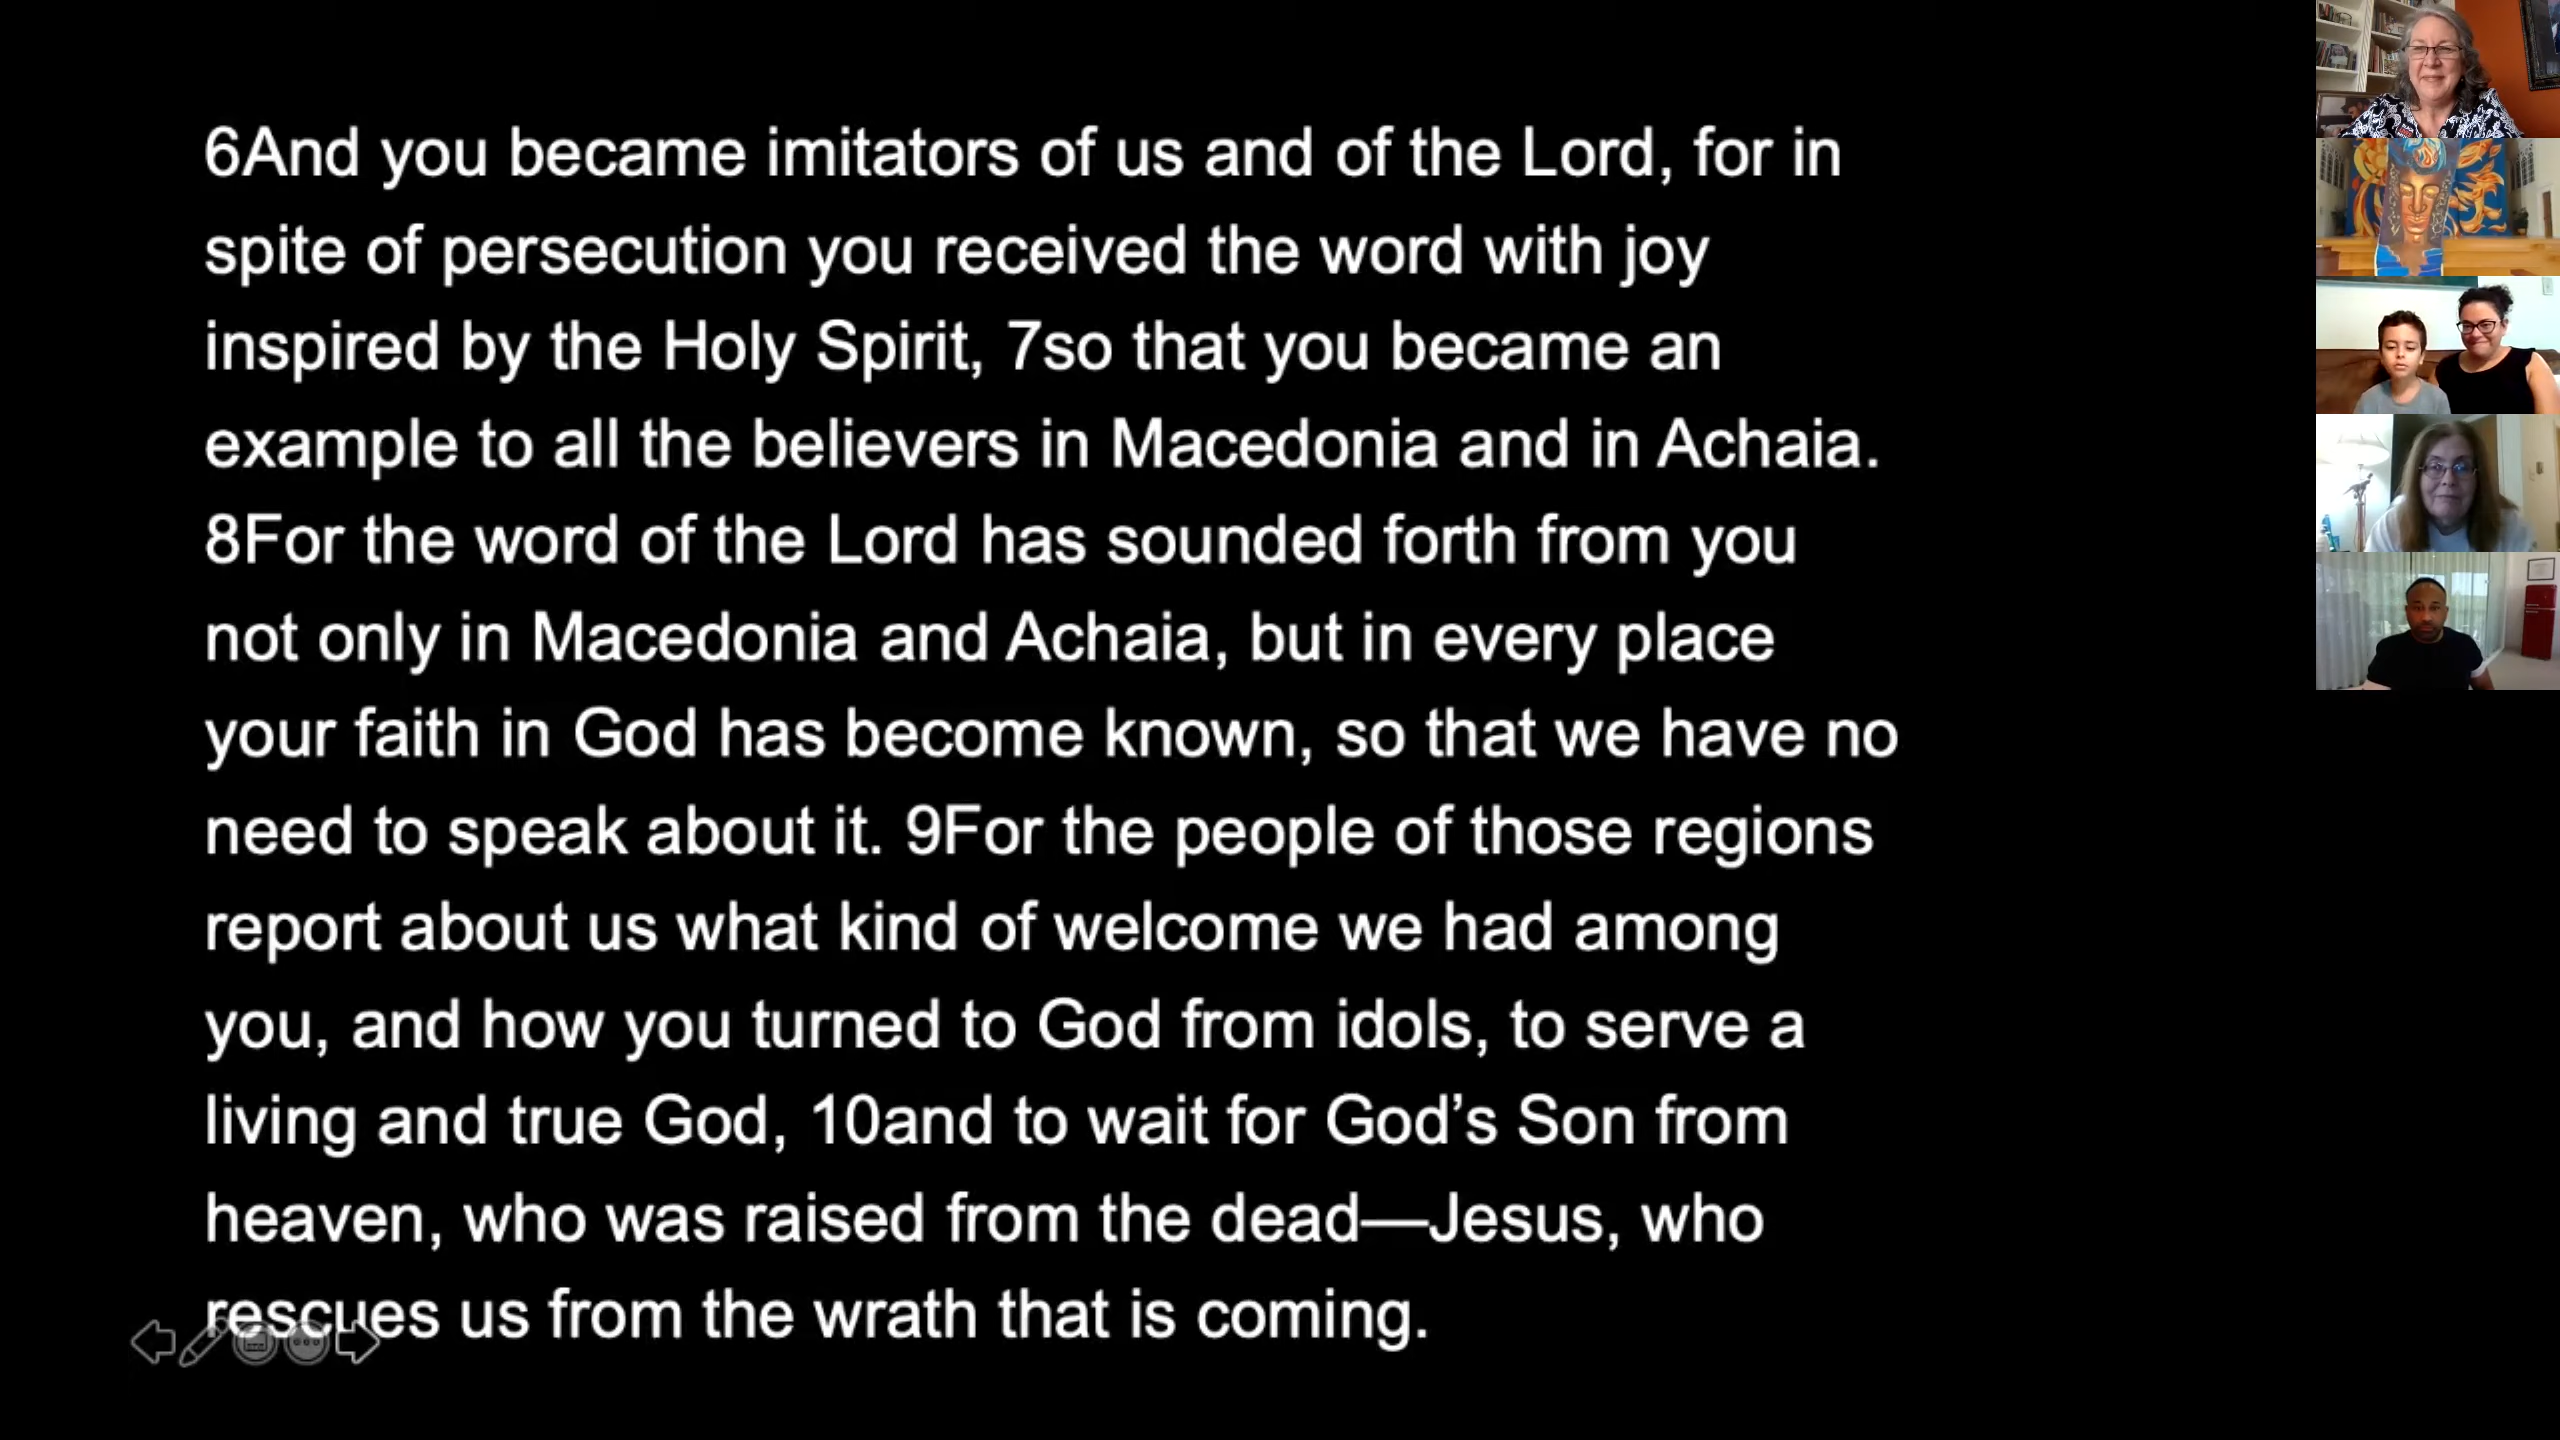 6And you became imitators of us and of the Lord, for in
spite of persecution you received the word with joy
inspired by the Holy Spirit, 7so that you became an
example to all the believers in Macedonia and in Achaia.
8For the word of the Lord has sounded forth from you
not only in Macedonia and Achaia, but in every place
your faith in God has become known, so that we have no
need to speak about it. 9For the people of those regions
report about us what kind of welcome we had among
you, and how you turned to God from idols, to serve a
living and true God, 10and to wait for God’s Son from
heaven, who was raised from the dead—Jesus, who
rescues us from the wrath that is coming.